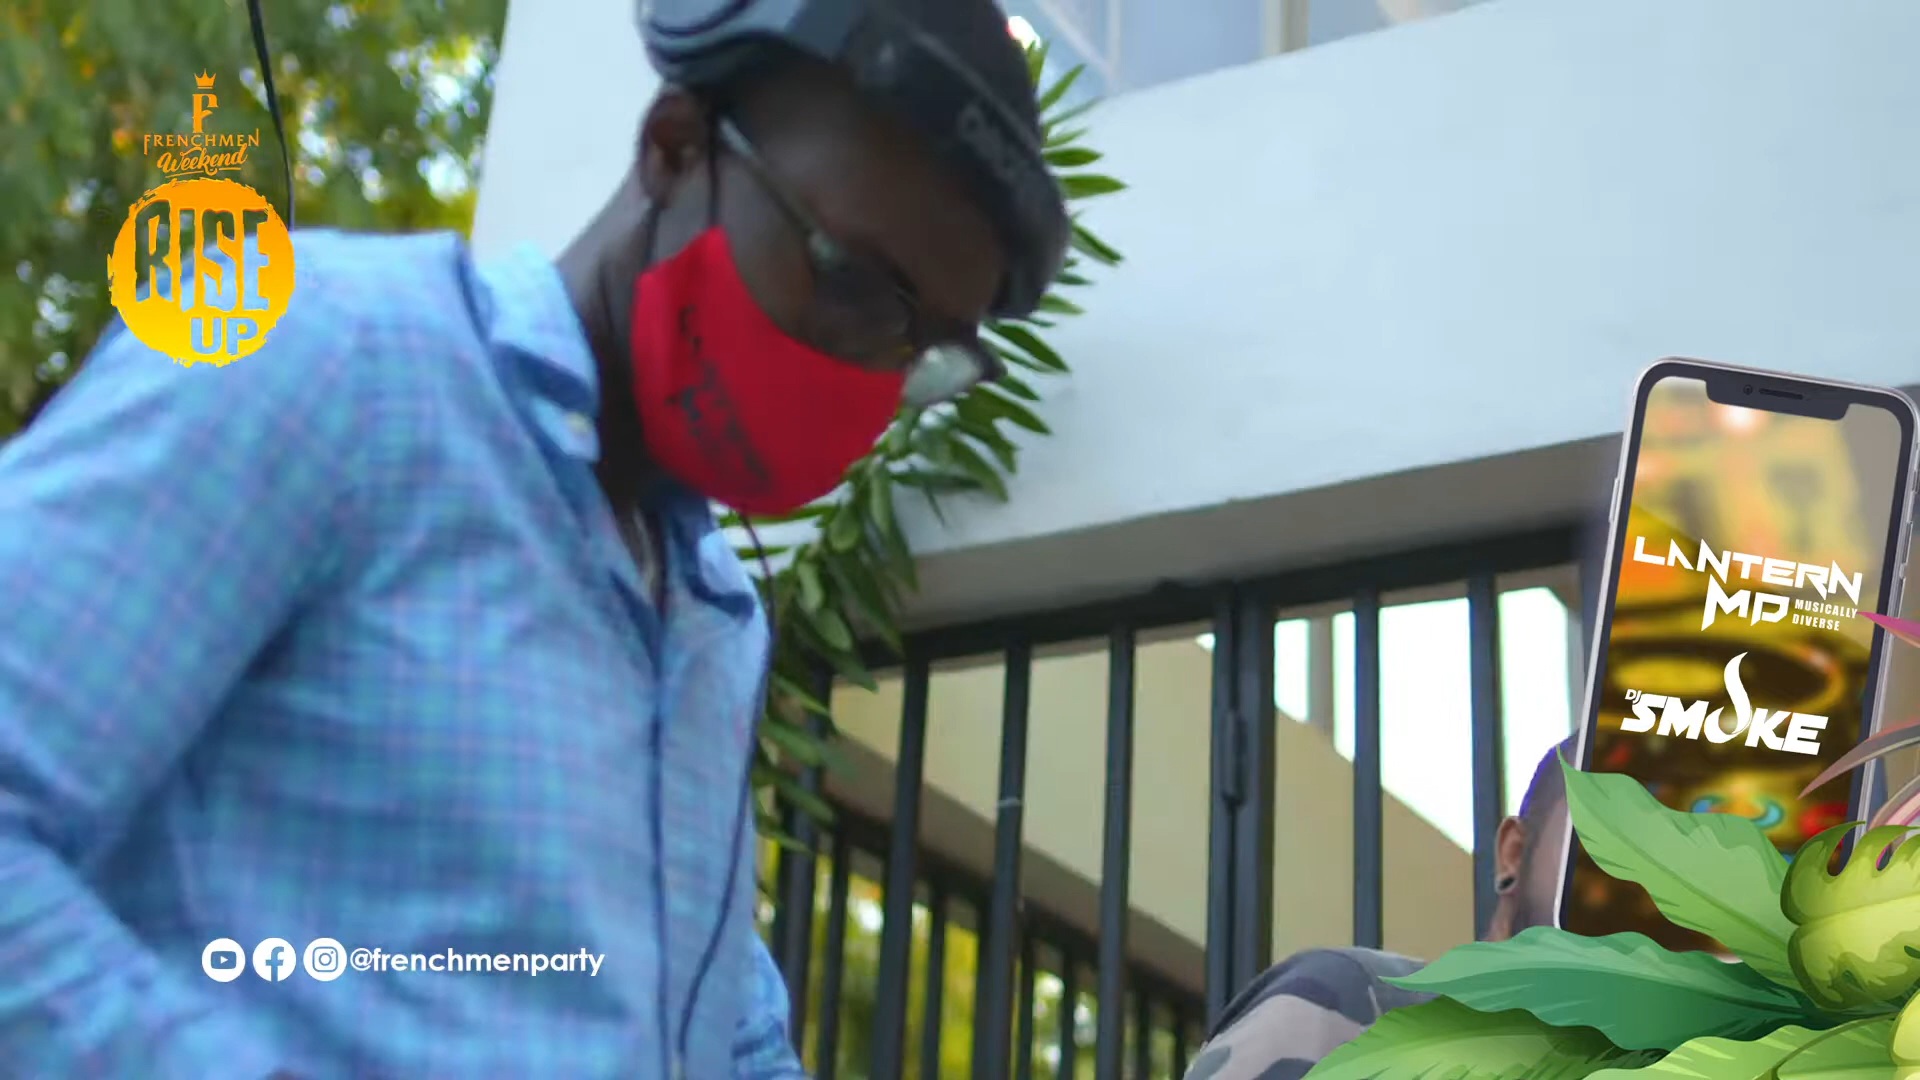 F
FRENCHMEN
Weekend
RISE
UP
LANTERN
MD MUSICALLY
DIVERSE
DJ
SMOKE
@frenchmenparty